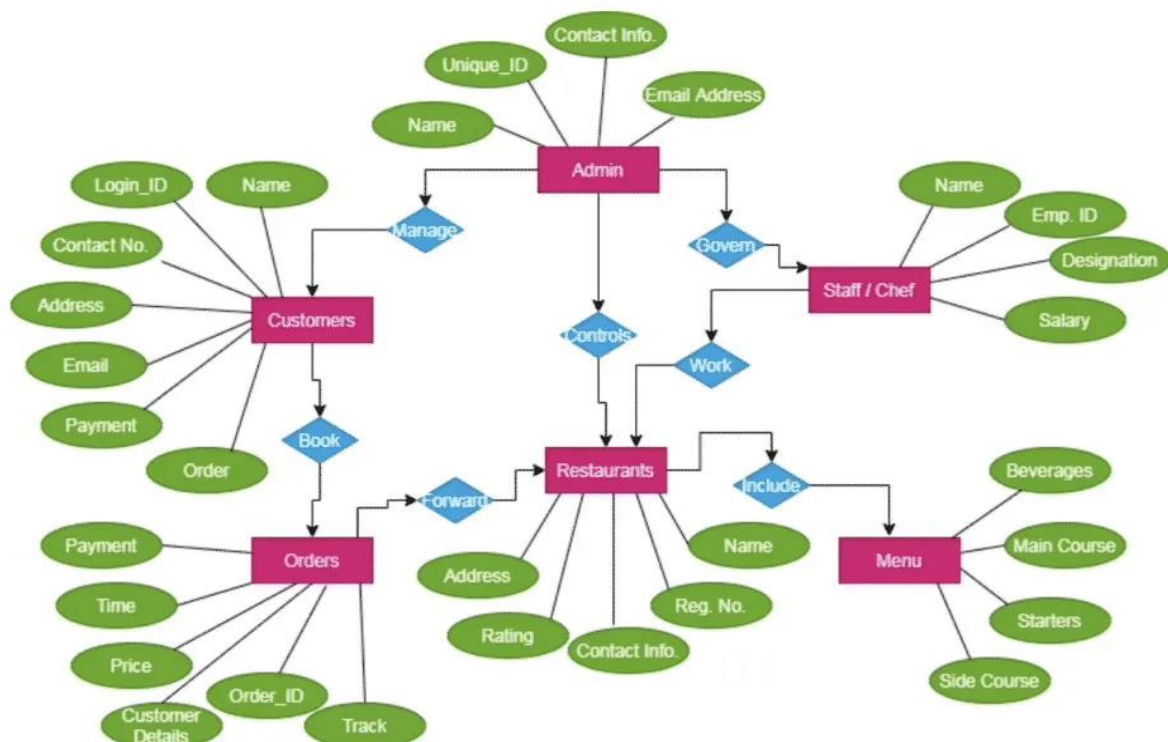 Contact Info.
Unique_ID
Email Address
Name
Admin
Login_ID
Name
Name
Emp. ID
Manage
Govern
Contact No.
Designation
Staff / Chef
Address
Customers
Controls
Salary
Email
Work
Payment
Book
Order
Restaurants
Beverages
Include
Forward
Payment
Name
Main Course
Orders
Menu
Address
Time
Reg. No.
Starters
Rating
Contact Info.
Price
Side Course
Order_ID
Customer
Details
Track